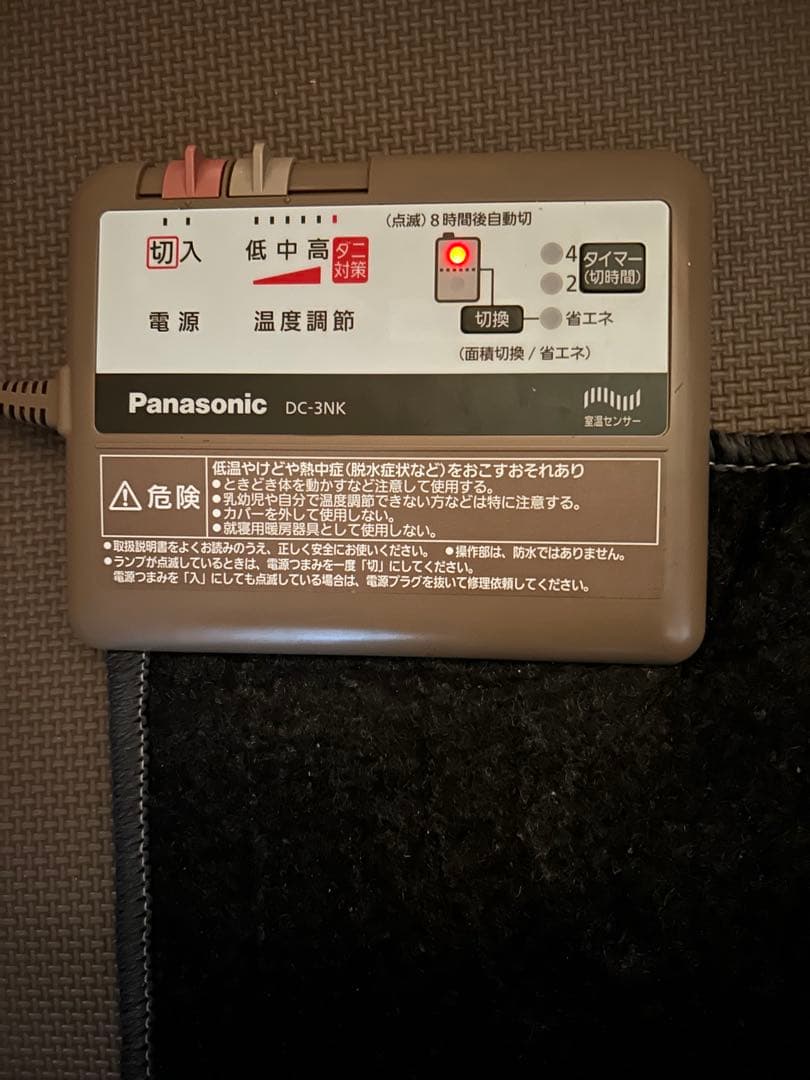 (点滅)8時間後自動切
切入
低 中 高 ダニ対策
4
2
タイマー
(切時間)
電源
温度調節
切換
省エネ
(面積切換/省エネ)
Panasonic DC-3NK
室温センサー
危険
低温やけどや熱中症(脱水症状など)をおこすおそれあり
●ときどき体を動かすなど注意して使用する。
●乳幼児や自分で温度調節できない方などは特に注意する。
●カバーを外して使用しない。
●就寝用暖房器具として使用しない。
●取扱説明書をよくお読みのうえ、正しく安全にお使いください。 ●操作部は、防水ではありません。
●ランプが点滅しているときは、電源つまみを一度「切」にしてください。
電源つまみを「入」にしても点滅している場合は、電源プラグを抜いて修理依頼してください。